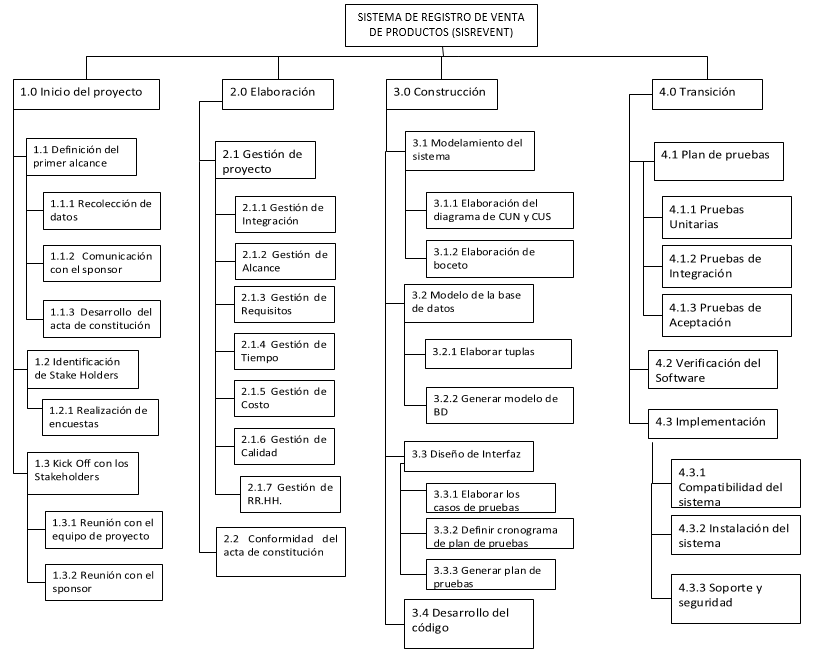 SISTEMA DE REGISTRO DE VENTA
DE PRODUCTOS (SISREVENT)
1.0 Inicio del proyecto
1.1 Definición del
primer alcance
1.1.1 Recolección de
datos
1.1.2 Comunicación
con el sponsor
1.1.3 Desarrollo del
acta de constitución
1.2 Identificación
de Stake Holders
1.2.1 Realización de
encuestas
1.3 Kick Off con los
Stakeholders
1.3.1 Reunión con el
equipo de proyecto
1.3.2 Reunión con el
sponsor
2.0 Elaboración
2.1 Gestión de
proyecto
2.1.1 Gestión de
Integración
2.1.2 Gestión de
Alcance
2.1.3 Gestión de
Requisitos
2.1.4 Gestión de
Tiempo
2.1.5 Gestión de
Costo
2.1.6 Gestión de
Calidad
2.1.7 Gestión de
RR.HH.
2.2 Conformidad del
acta de constitución
3.0 Construcción
3.1 Modelamiento del
sistema
3.1.1 Elaboración del
diagrama de CUN y CUS
3.1.2 Elaboración de
boceto
3.2 Modelo de la base
de datos
3.2.1 Elaborar tuplas
3.2.2 Generar modelo de
BD
3.3 Diseño de Interfaz
3.3.1 Elaborar los
casos de pruebas
3.3.2 Definir cronograma
de plan de pruebas
3.3.3 Generar plan de
pruebas
3.4 Desarrollo del
código
4.0 Transición
4.1 Plan de pruebas
4.1.1 Pruebas
Unitarias
4.1.2 Pruebas de
Integración
4.1.3 Pruebas de
Aceptación
4.2 Verificación del
Software
4.3 Implementación
4.3.1
Compatibilidad del
sistema
4.3.2 Instalación del
sistema
4.3.3 Soporte y
seguridad